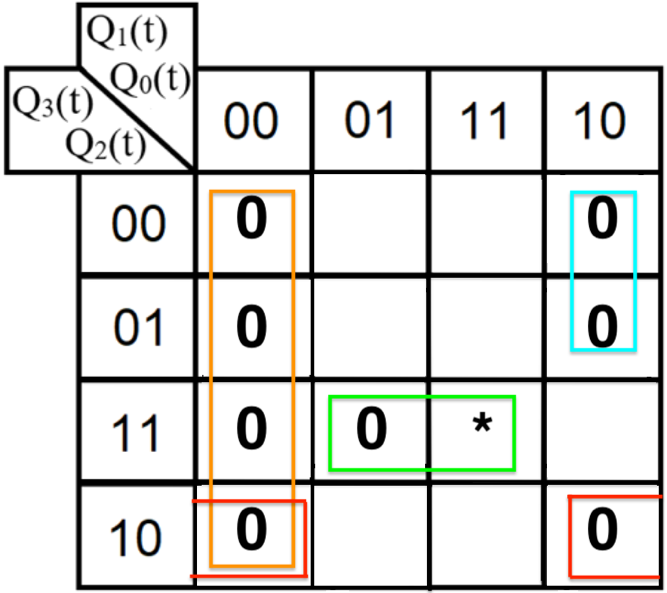 Q1(t)
Q0(t)
Q3(t)
Q2(t)
00 01 11 10
00 0 0
01 0 0
11 0 0 *
10 0 0